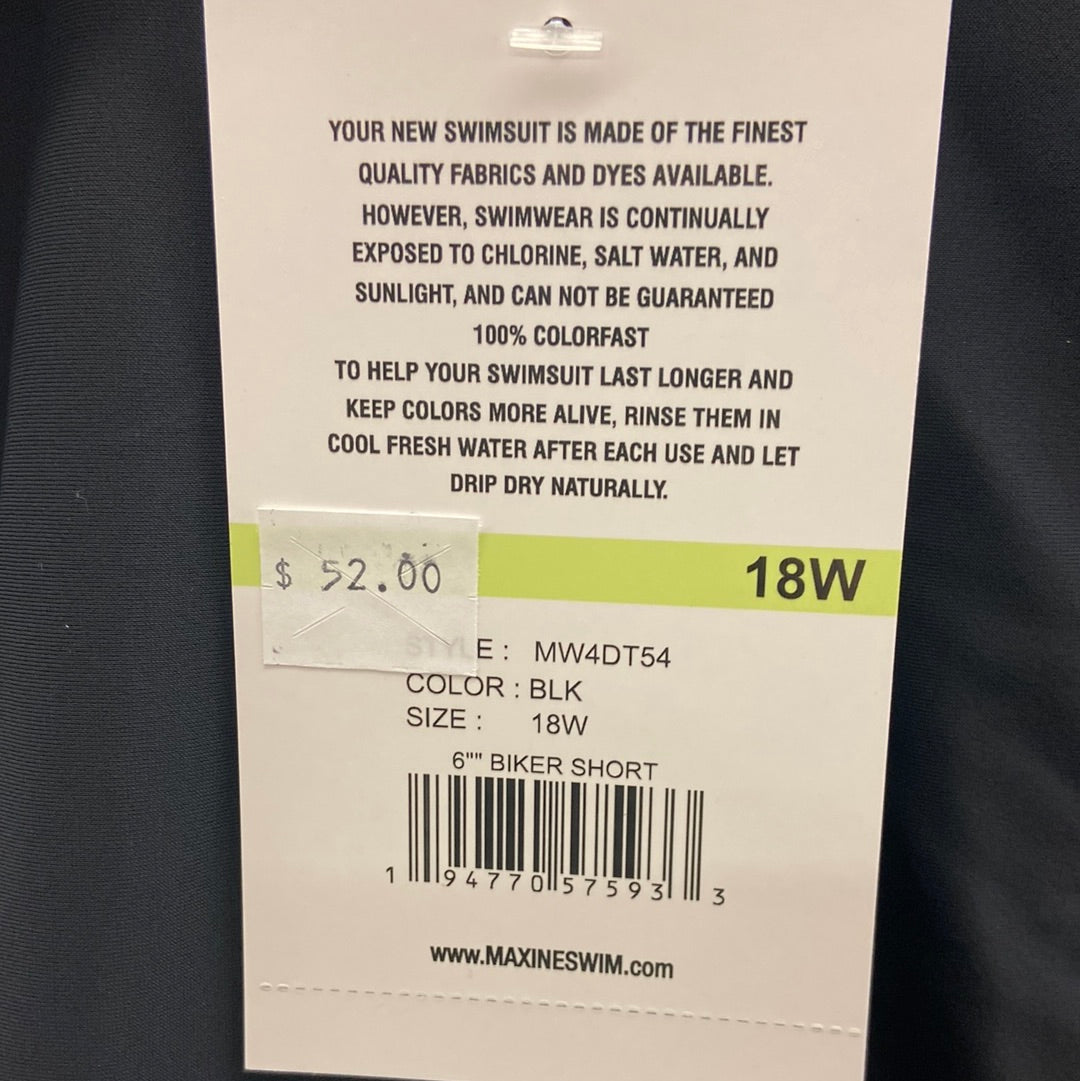 YOUR NEW SWIMSUIT IS MADE OF THE FINEST
QUALITY FABRICS AND DYES AVAILABLE.
HOWEVER, SWIMWEAR IS CONTINUALLY
EXPOSED TO CHLORINE, SALT WATER, AND
SUNLIGHT, AND CAN NOT BE GUARANTEED
100% COLORFAST
TO HELP YOUR SWIMSUIT LAST LONGER AND
KEEP COLORS MORE ALIVE, RINSE THEM IN
COOL FRESH WATER AFTER EACH USE AND LET
DRIP DRY NATURALLY.
$ 52.00
18W
STYLE : MW4DT54
COLOR : BLK
SIZE : 18W
6"" BIKER SHORT
1 94770 57593 3
www.MAXINESWIM.com